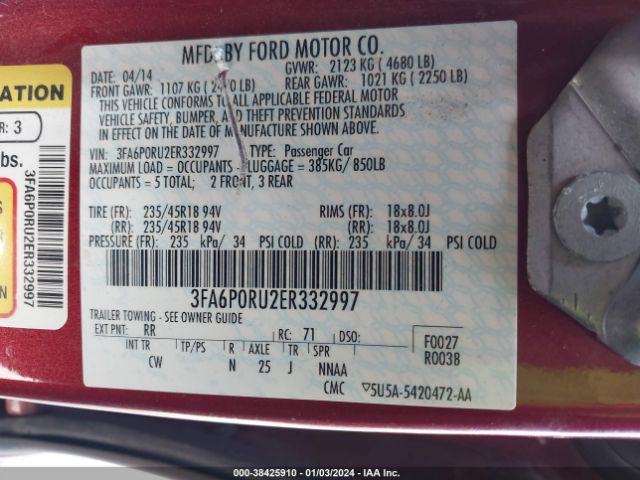 MFD. BY FORD MOTOR CO.
DATE: 04/14
GVWR: 2123 KG ( 4680 LB)
FRONT GAWR: 1107 KG ( LB)
REAR GAWR: 1021 KG ( 2250 LB)
THIS VEHICLE CONFORMS TO ALL APPLICABLE FEDERAL MOTOR
VEHICLE SAFETY, BUMPER, AND THEFT PREVENTION STANDARDS
IN EFFECT ON THE DATE OF MANUFACTURE SHOWN ABOVE.
VIN: 3FA6P0RU2ER332997 TYPE: Passenger Car
MAXIMUM LOAD = OCCUPANTS + LUGGAGE = 385KG/ 850LB
OCCUPANTS = 5 TOTAL; 2 FRONT, 3 REAR
TIRE (FR): 235/45R18 94V RIMS (FR): 18x8.0J
(RR): 235/45R18 94V (RR): 18x8.0J
PRESSURE (FR): 235 kPa/ 34 PSI COLD (RR): 235 kPa/ 34 PSI COLD
3FA6P0RU2ER332997
TRAILER TOWING - SEE OWNER GUIDE
EXT PNT: RR RC: 71 DSO:
F0027
R0038
INT TR TP/PS R AXLE TR SPR
CW N 25 J NNAA
CMC 5U5A-5420472-AA
ATION
R: 3
bs.
3FA6P0RU2ER332997
S
N
000-38425910 - 01/03/2024 - IAA Inc.